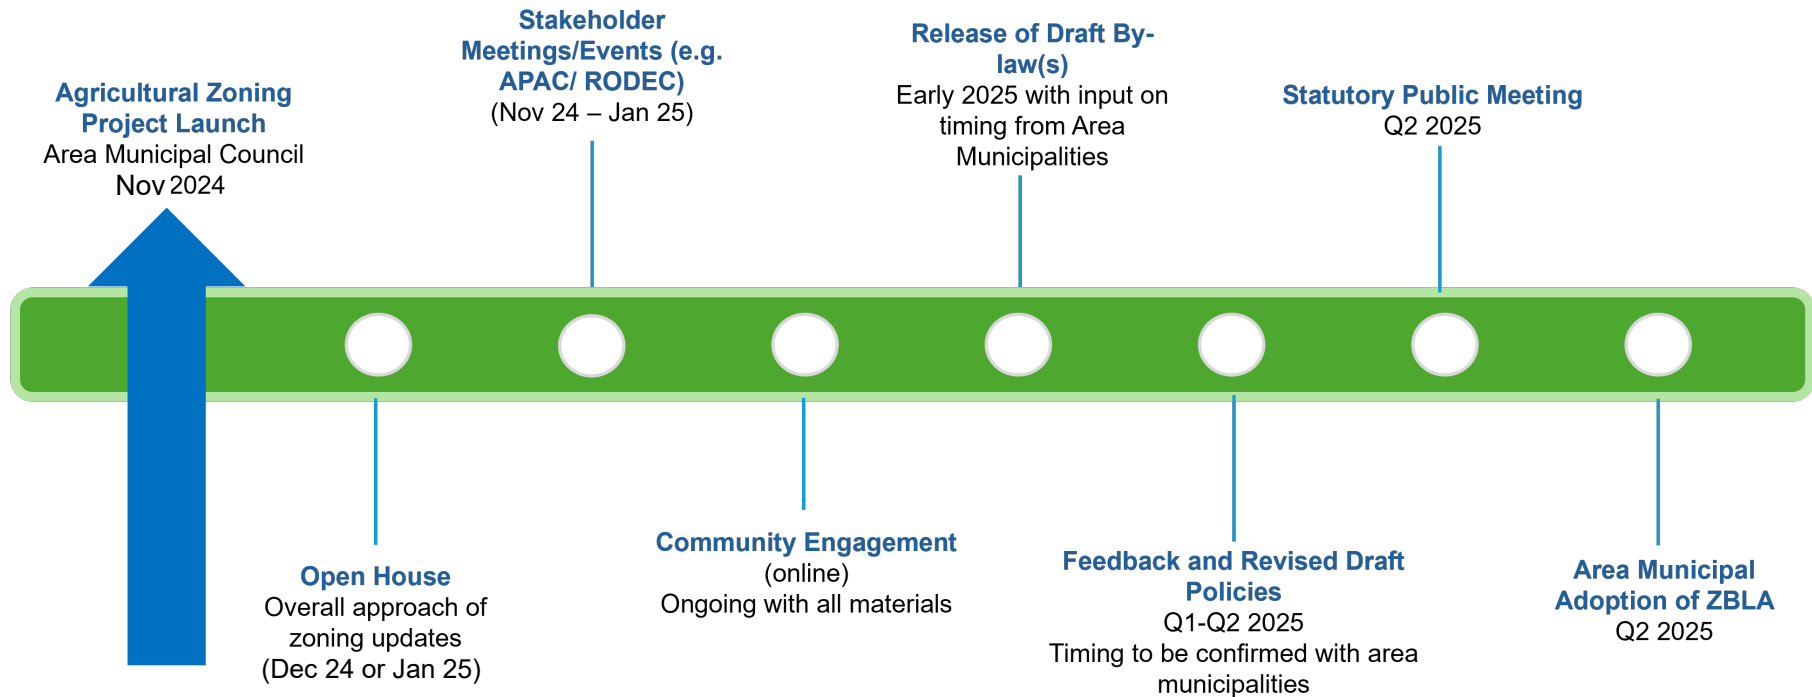 Agricultural Zoning
Project Launch
Area Municipal Council
Nov 2024
Open House
Overall approach of
zoning updates
(Dec 24 or Jan 25)
Stakeholder
Meetings/Events (e.g.
APAC/ RODEC)
(Nov 24 – Jan 25)
Community Engagement
(online)
Ongoing with all materials
Release of Draft By-
law(s)
Early 2025 with input on
timing from Area
Municipalities
Feedback and Revised Draft
Policies
Q1-Q2 2025
Timing to be confirmed with area
municipalities
Statutory Public Meeting
Q2 2025
Area Municipal
Adoption of ZBLA
Q2 2025